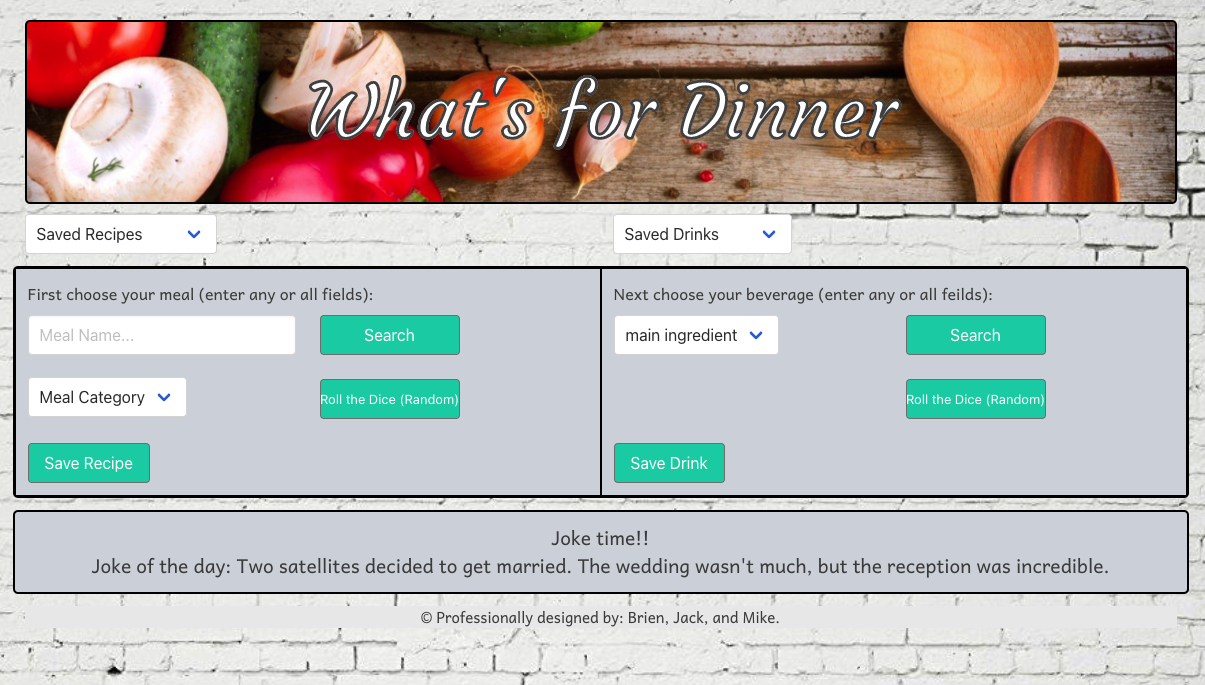 What's for Dinner
Saved Recipes
Saved Drinks
First choose your meal (enter any or all fields):
Meal Name...
Search
Meal Category
Roll the Dice (Random)
Save Recipe
Next choose your beverage (enter any or all feilds):
main ingredient
Search
Roll the Dice (Random)
Save Drink
Joke time!!
Joke of the day: Two satellites decided to get married. The wedding wasn't much, but the reception was incredible.
© Professionally designed by: Brien, Jack, and Mike.